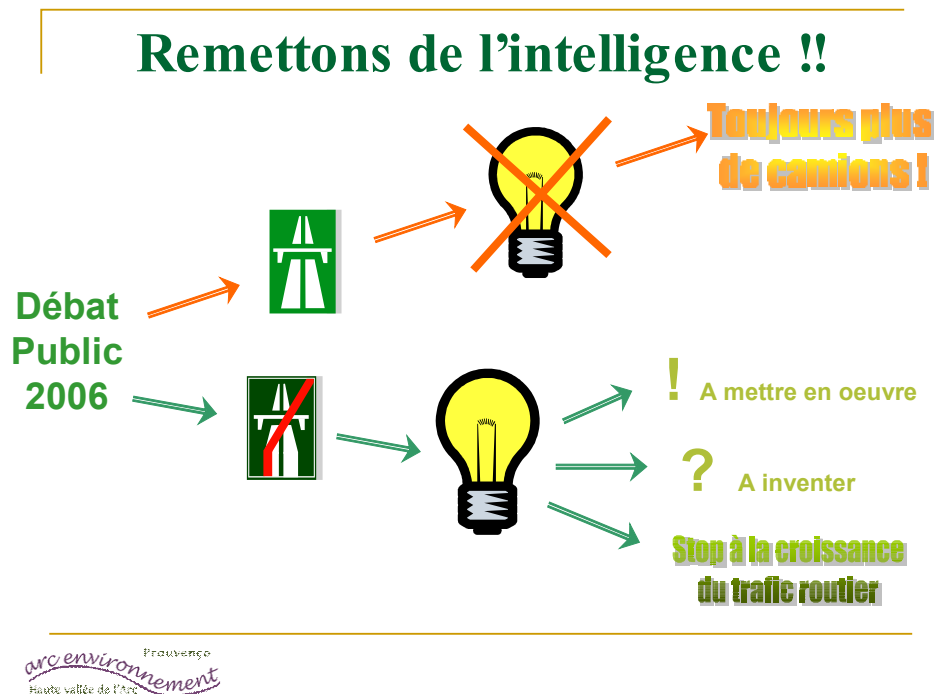 Remettons de l’intelligence !!
Toujours plus
de camions !
Débat
Public
2006
! A mettre en oeuvre
? A inventer
Stop à la croissance
du trafic routier
Prouvenço
arc environnement
Haute vallée de l'Arc